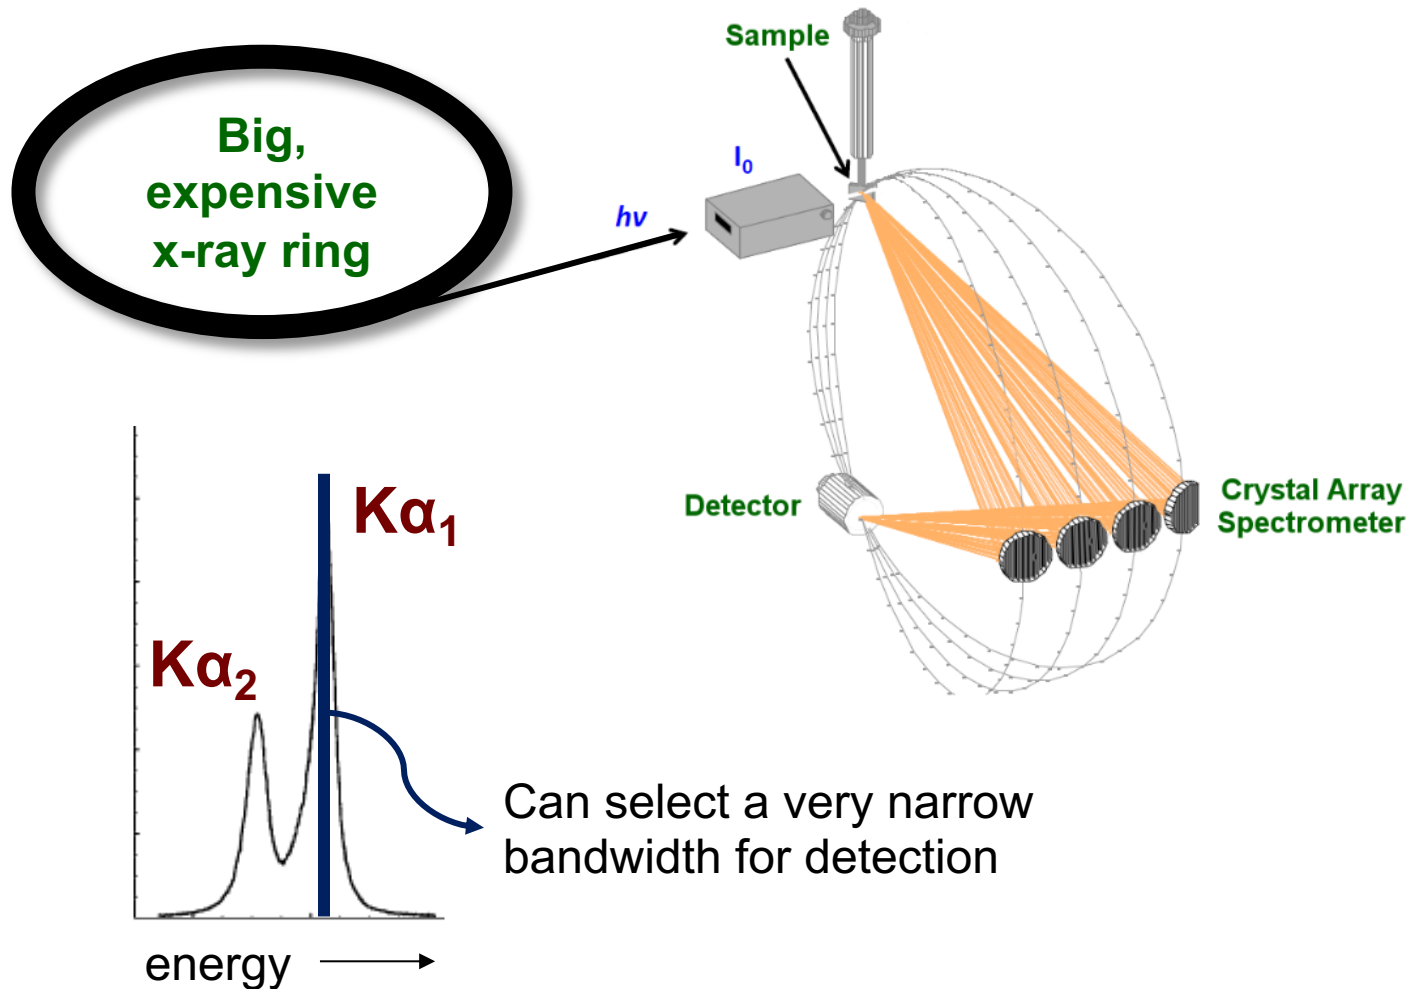 Big,
expensive
x-ray ring
hν
I₀
Sample
Detector
Crystal Array
Spectrometer
Kα₁
Kα₂
Can select a very narrow
bandwidth for detection
energy